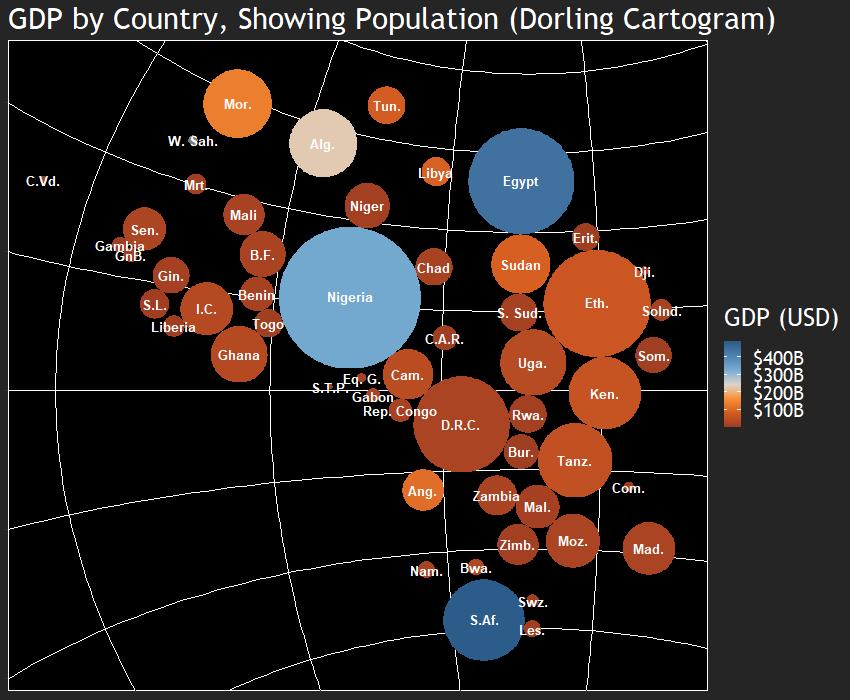 GDP by Country, Showing Population (Dorling Cartogram)
Mor.
Tun.
Alg.
W. Sah.
Libya
C.Vd.
Mrt.
Egypt
Niger
Mali
Sen.
Gambia
GnB.
Erit.
B.F.
Sudan
Chad
Dji.
Gin.
Benin
Nigeria
Eth.
S.L.
I.C.
S. Sud.
Solnd.
Liberia
Togo
C.A.R.
Ghana
Som.
Uga.
Cam.
Eq. G.
S.T.P.
Gabon
Ken.
Rep. Congo
Rwa.
D.R.C.
Bur.
Tanz.
Ang.
Zambia
Com.
Mal.
Zimb.
Moz.
Mad.
Nam.
Bwa.
Swz.
S.Af.
Les.
GDP (USD)
$400B
$300B
$200B
$100B